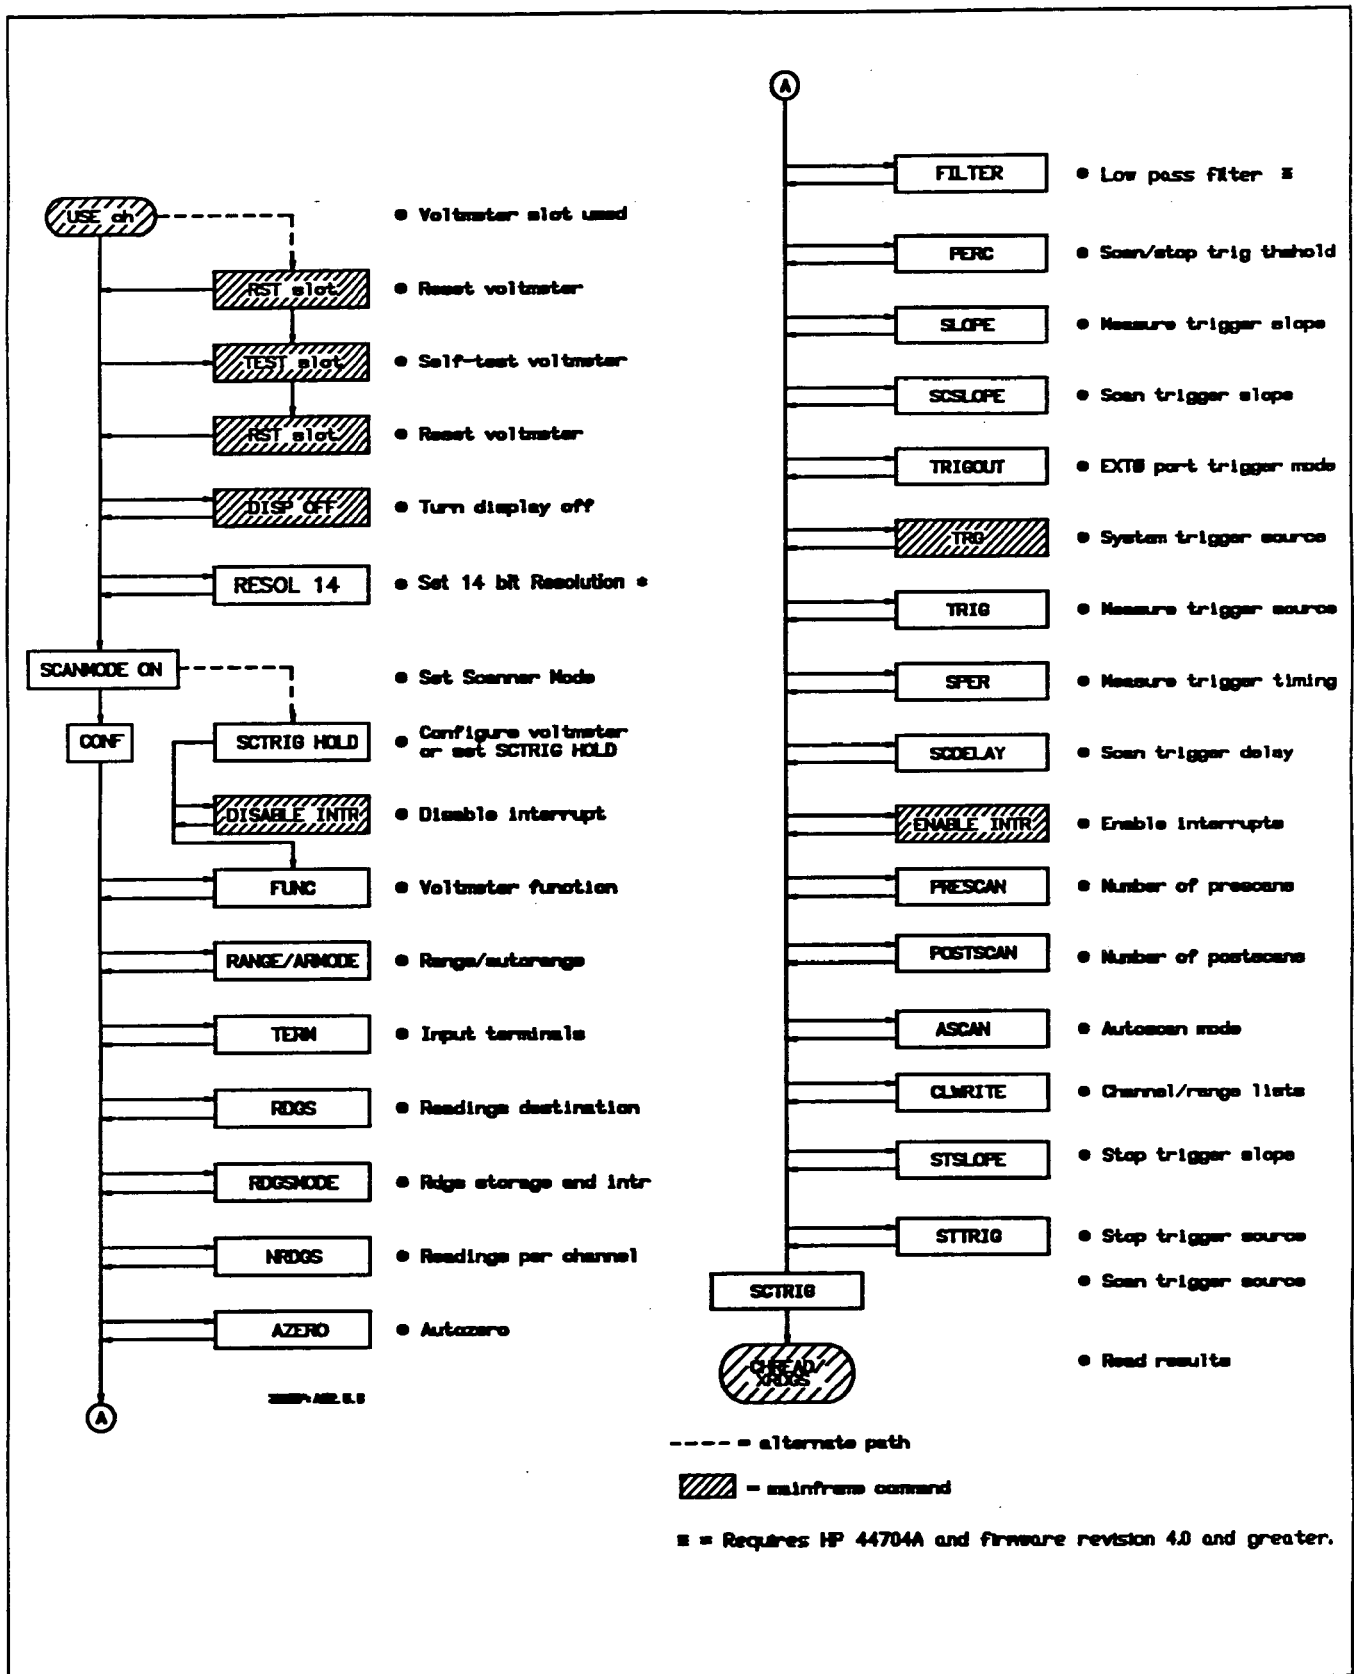 USE ch
Voltmeter slot used
RST slot
Reset voltmeter
TEST slot
Self-test voltmeter
RST slot
Reset voltmeter
DISP OFF
Turn display off
RESOL 14
Set 14 bit Resolution *
SCANMODE ON
Set Scanner Mode
CONF
SCTRIG HOLD
Configure voltmeter
or set SCTRIG HOLD
DISABLE INTR
Disable interrupt
FUNC
Voltmeter function
RANGE/ARMODE
Range/autorange
TERM
Input terminals
RDGS
Readings destination
RDGSMODE
Rdgs storage and intr
NRDGS
Readings per channel
AZERO
Autozero
A
A
FILTER
Low pass filter *
PERC
Scan/stop trig thshold
SLOPE
Measure trigger slope
SCSLOPE
Scan trigger slope
TRIGOUT
EXT0 port trigger mode
TRG
System trigger source
TRIG
Measure trigger source
SPER
Measure trigger timing
SCDELAY
Scan trigger delay
ENABLE INTR
Enable interrupts
PRESCAN
Number of prescans
POSTSCAN
Number of postscans
ASCAN
Autoscan mode
CLWRITE
Channel/range lists
STSLOPE
Stop trigger slope
STTRIG
Stop trigger source
SCTRIG
Scan trigger source
CHREAD/
XRDGS
Read results
= alternate path
= mainframe command
* = Requires HP 44704A and firmware revision 4.0 and greater.